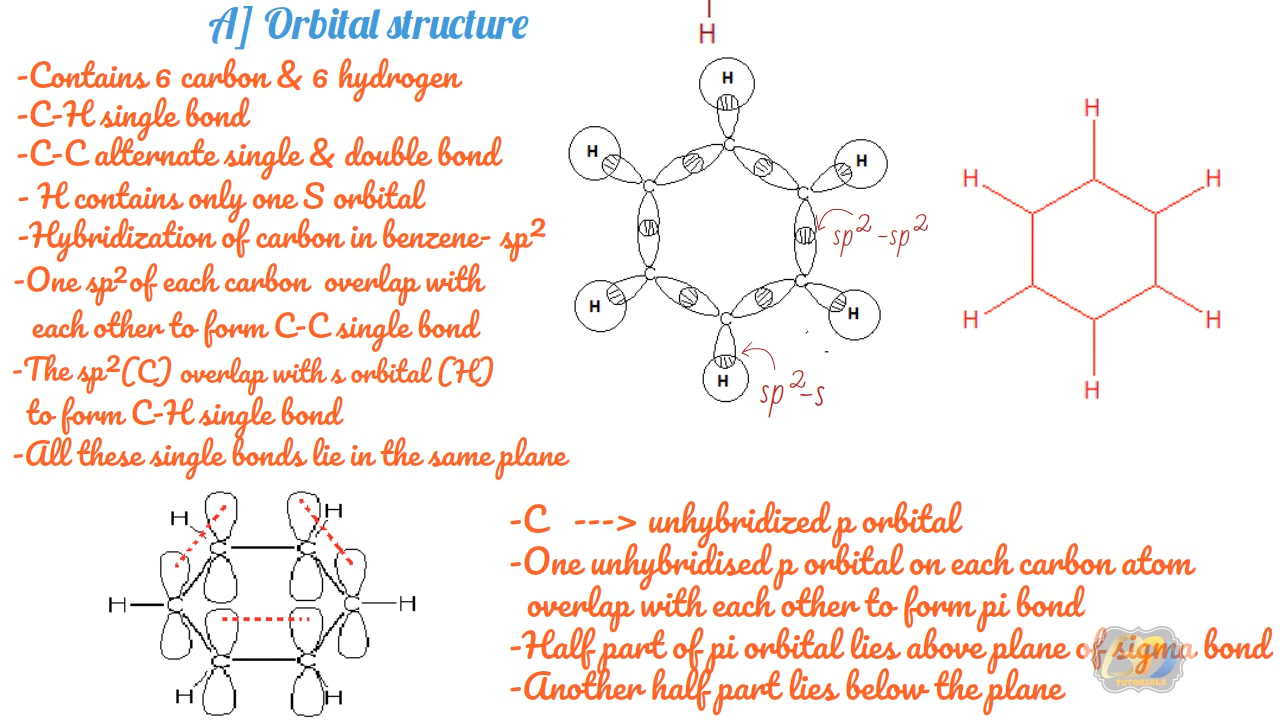 A] Orbital structure
-Contains 6 carbon & 6 hydrogen
-C-H single bond
-C-C alternate single & double bond
- H contains only one S orbital
-Hybridization of carbon in benzene- sp²
-One sp² of each carbon overlap with
each other to form C-C single bond
-The sp²(C) overlap with s orbital (H)
to form C-H single bond
-All these single bonds lie in the same plane
H
H
H
H
C
C
C
sp²-sp²
C
C
H
H
C
H
sp²-s
H
H
H
H
H
H
H
H
C
C
H
C
C
H
C
C
H
H
-C ---> unhybridized p orbital
-One unhybridised p orbital on each carbon atom
overlap with each other to form pi bond
-Half part of pi orbital lies above plane of sigma bond
-Another half part lies below the plane
TUTORIALS